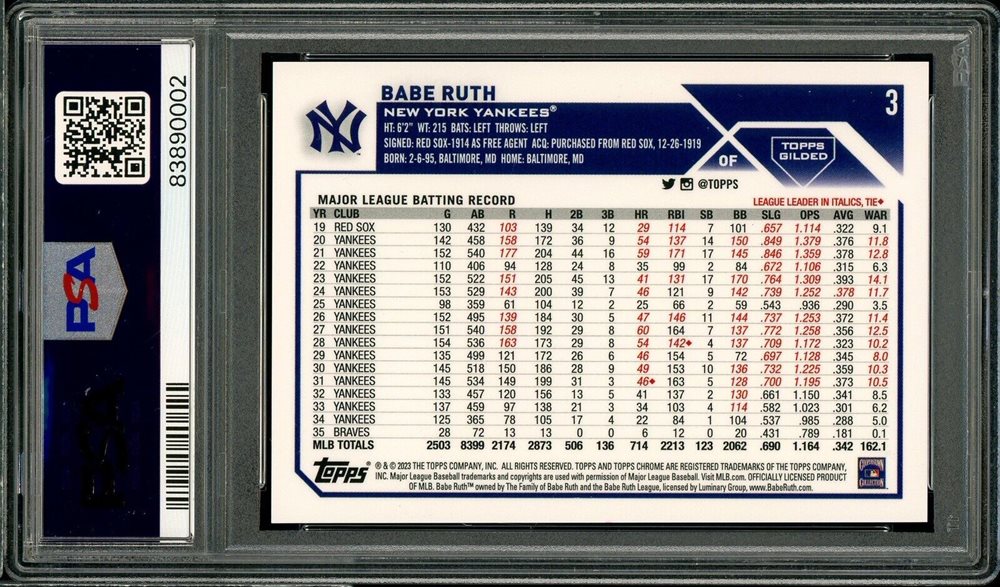 83890002
PSA
BABE RUTH
3
NEW YORK YANKEES®
NY
HT: 6'2" WT: 215 BATS: LEFT THROWS: LEFT
SIGNED: RED SOX-1914 AS FREE AGENT ACQ: PURCHASED FROM RED SOX, 12-26-1919
BORN: 2-6-95, BALTIMORE, MD HOME: BALTIMORE, MD
OF
TOPPS
GILDED
@TOPPS
MAJOR LEAGUE BATTING RECORD LEAGUE LEADER IN ITALICS, TIE♦
YR CLUB G AB R H 2B 3B HR RBI SB BB SLG OPS AVG WAR
19 RED SOX 130 432 103 139 34 12 29 114 7 101 .657 1.114 .322 9.1
20 YANKEES 142 458 158 172 36 9 54 137 14 150 .849 1.379 .376 11.8
21 YANKEES 152 540 177 204 44 16 59 171 17 145 .846 1.359 .378 12.8
22 YANKEES 110 406 94 128 24 8 35 99 2 84 .672 1.106 .315 6.3
23 YANKEES 152 522 151 205 45 13 41 131 17 170 .764 1.309 .393 14.1
24 YANKEES 153 529 143 200 39 7 46 121 9 142 .739 1.252 .378 11.7
25 YANKEES 98 359 61 104 12 2 25 66 2 59 .543 .936 .290 3.5
26 YANKEES 152 495 139 184 30 5 47 146 11 144 .737 1.253 .372 11.4
27 YANKEES 151 540 158 192 29 8 60 164 7 137 .772 1.258 .356 12.5
28 YANKEES 154 536 163 173 29 8 54 142♦ 4 137 .709 1.172 .323 10.2
29 YANKEES 135 499 121 172 26 6 46 154 5 72 .697 1.128 .345 8.0
30 YANKEES 145 518 150 186 28 9 49 153 10 136 .732 1.225 .359 10.3
31 YANKEES 145 534 149 199 31 3 46♦ 163 5 128 .700 1.195 .373 10.5
32 YANKEES 133 457 120 156 13 5 41 137 2 130 .661 1.150 .341 8.5
33 YANKEES 137 459 97 138 21 3 34 103 4 114 .582 1.023 .301 6.2
34 YANKEES 125 365 78 105 17 4 22 84 1 104 .537 .985 .288 5.0
35 BRAVES 28 72 13 13 0 0 6 12 0 20 .431 .789 .181 0.1
MLB TOTALS 2503 8399 2174 2873 506 136 714 2213 123 2062 .690 1.164 .342 162.1
Topps
® & © 2023 THE TOPPS COMPANY, INC. ALL RIGHTS RESERVED. TOPPS AND TOPPS CHROME ARE REGISTERED TRADEMARKS OF THE TOPPS COMPANY,
INC. Major League Baseball trademarks and copyrights are used with permission of Major League Baseball. Visit MLB.com. OFFICIALLY LICENSED PRODUCT
OF MLB. Babe Ruth™ owned by The Family of Babe Ruth and the Babe Ruth League, licensed by Luminary Group, www.BabeRuth.com.
COOPERSTOWN
COLLECTION